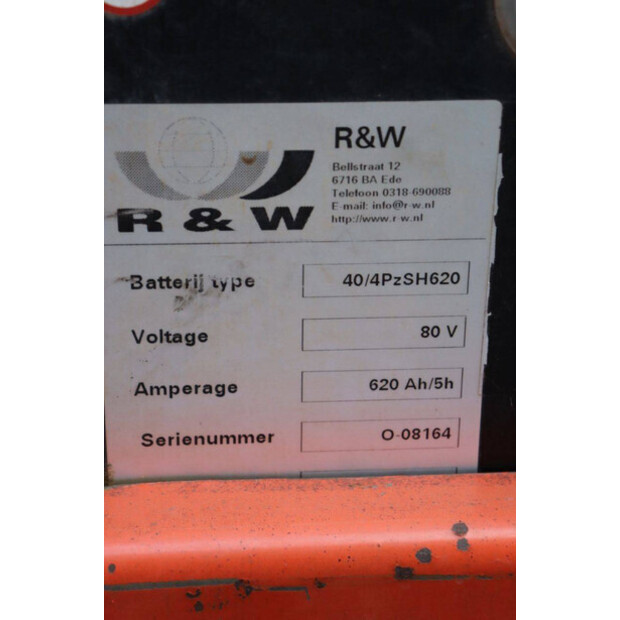 R&W
Bellstraat 12
6716 BA Ede
Telefoon 0318-690088
E-mail: info@r-w.nl
http://www.r-w.nl
R & W
Batterij type 40/4PzSH620
Voltage 80 V
Amperage 620 Ah/5h
Serienummer O-08164